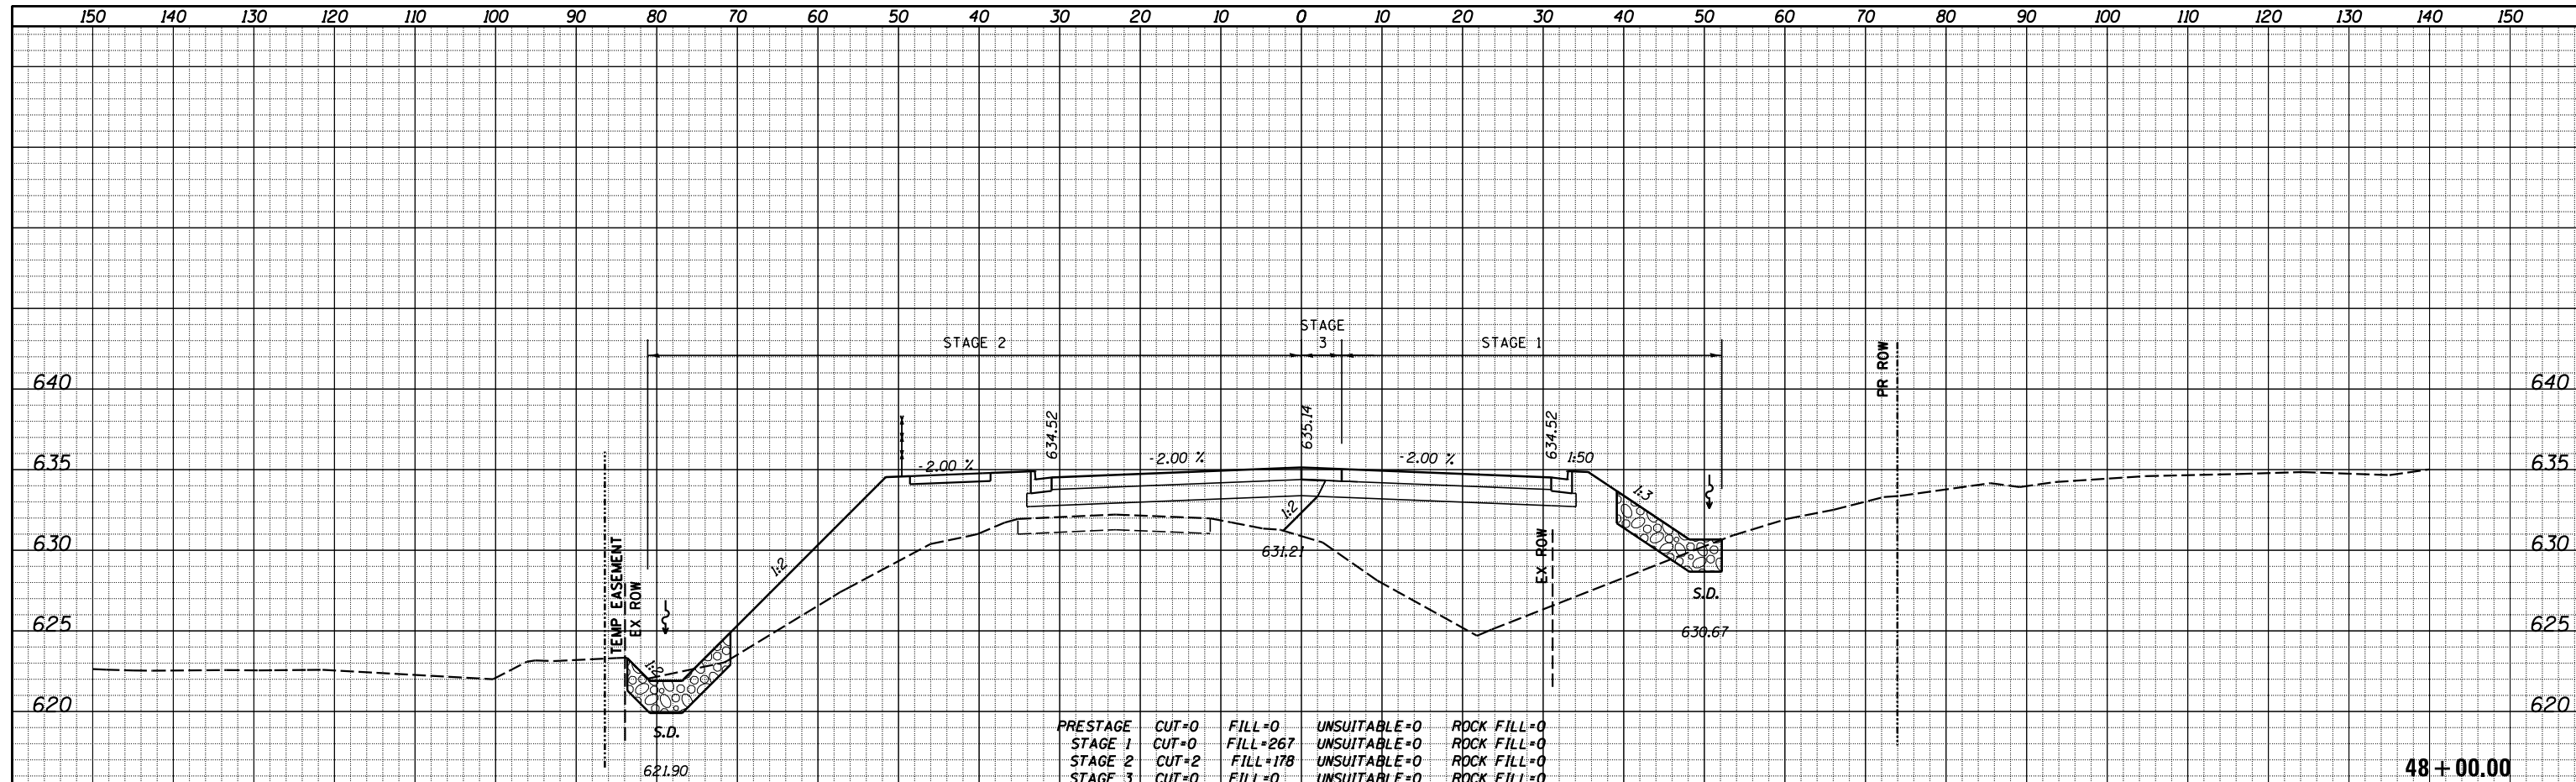 150 140 130 120 110 100 90 80 70 60 50 40 30 20 10 0 10 20 30 40 50 60 70 80 90 100 110 120 130 140 150
STAGE
STAGE 2 3 STAGE 1
PR ROW
640 640
634.52 635.14 634.52
635 -2.00 % -2.00 % -2.00 % 1:50 635
1:3
1:2
630 1:2 631.21 EX ROW 630
TEMP EASEMENT
EX ROW
S.D.
625 630.67 625
1:2
620 620
S.D.
PRESTAGE CUT=0 FILL=0 UNSUITABLE=0 ROCK FILL=0
STAGE 1 CUT=0 FILL=267 UNSUITABLE=0 ROCK FILL=0
STAGE 2 CUT=2 FILL=178 UNSUITABLE=0 ROCK FILL=0
STAGE 3 CUT=0 FILL=0 UNSUITABLE=0 ROCK FILL=0
621.90
48+00.00